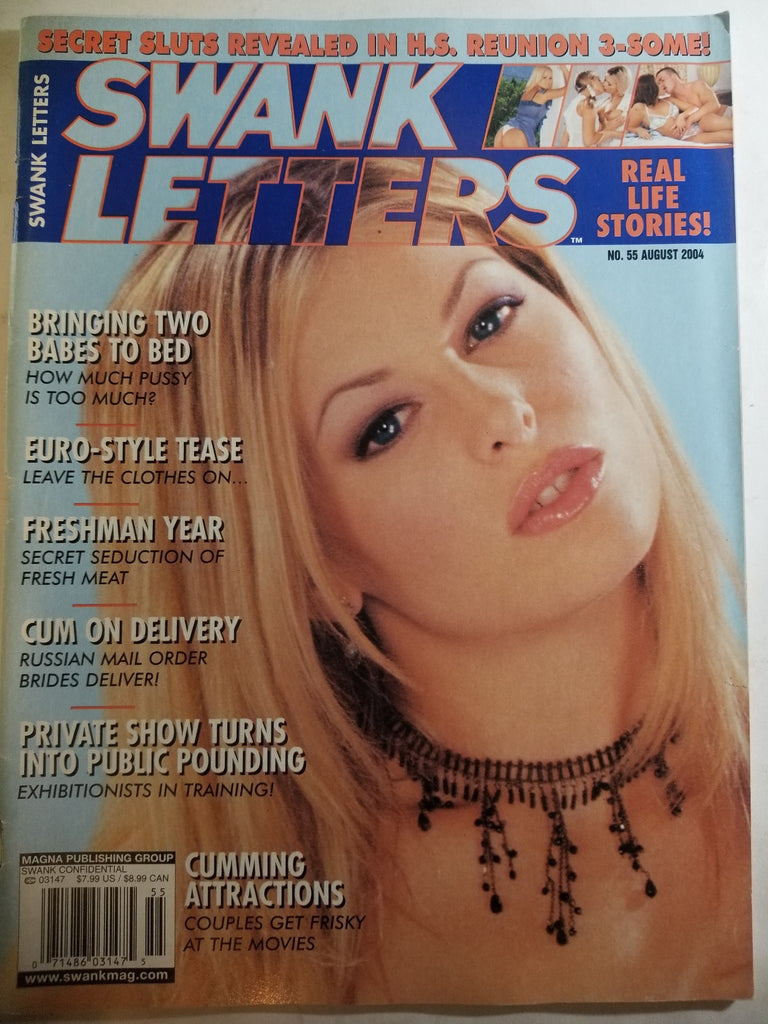 SECRET SLUTS REVEALED IN H.S. REUNION 3-SOME!
SWANK LETTERS
SWANK
LETTERS™
REAL
LIFE
STORIES!
NO. 55 AUGUST 2004
BRINGING TWO
BABES TO BED
HOW MUCH PUSSY
IS TOO MUCH?
EURO-STYLE TEASE
LEAVE THE CLOTHES ON...
FRESHMAN YEAR
SECRET SEDUCTION OF
FRESH MEAT
CUM ON DELIVERY
RUSSIAN MAIL ORDER
BRIDES DELIVER!
PRIVATE SHOW TURNS
INTO PUBLIC POUNDING
EXHIBITIONISTS IN TRAINING!
CUMMING
ATTRACTIONS
COUPLES GET FRISKY
AT THE MOVIES
MAGNA PUBLISHING GROUP
SWANK CONFIDENTIAL
03147 $7.99 US / $8.99 CAN
55
0 71486 03147 5
www.swankmag.com